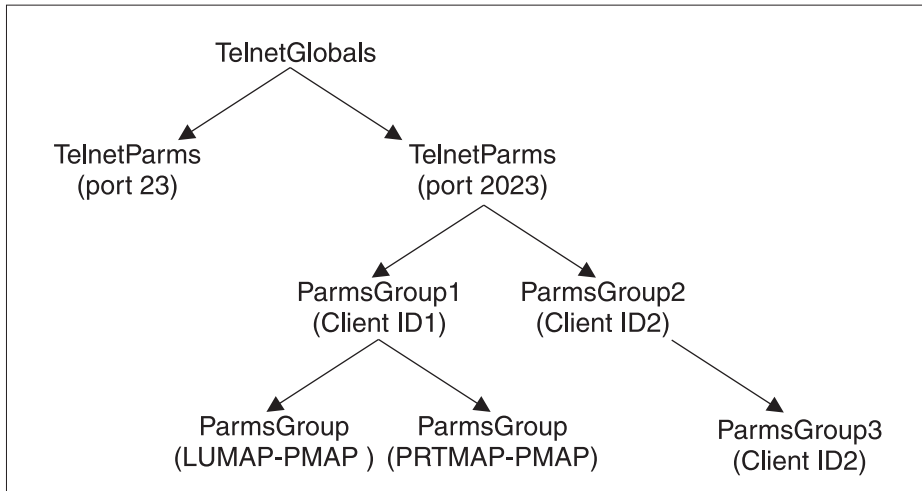 TelnetGlobals
TelnetParms
(port 23)
TelnetParms
(port 2023)
ParmsGroup1
(Client ID1)
ParmsGroup2
(Client ID2)
ParmsGroup
(LUMAP-PMAP )
ParmsGroup
(PRTMAP-PMAP)
ParmsGroup3
(Client ID2)